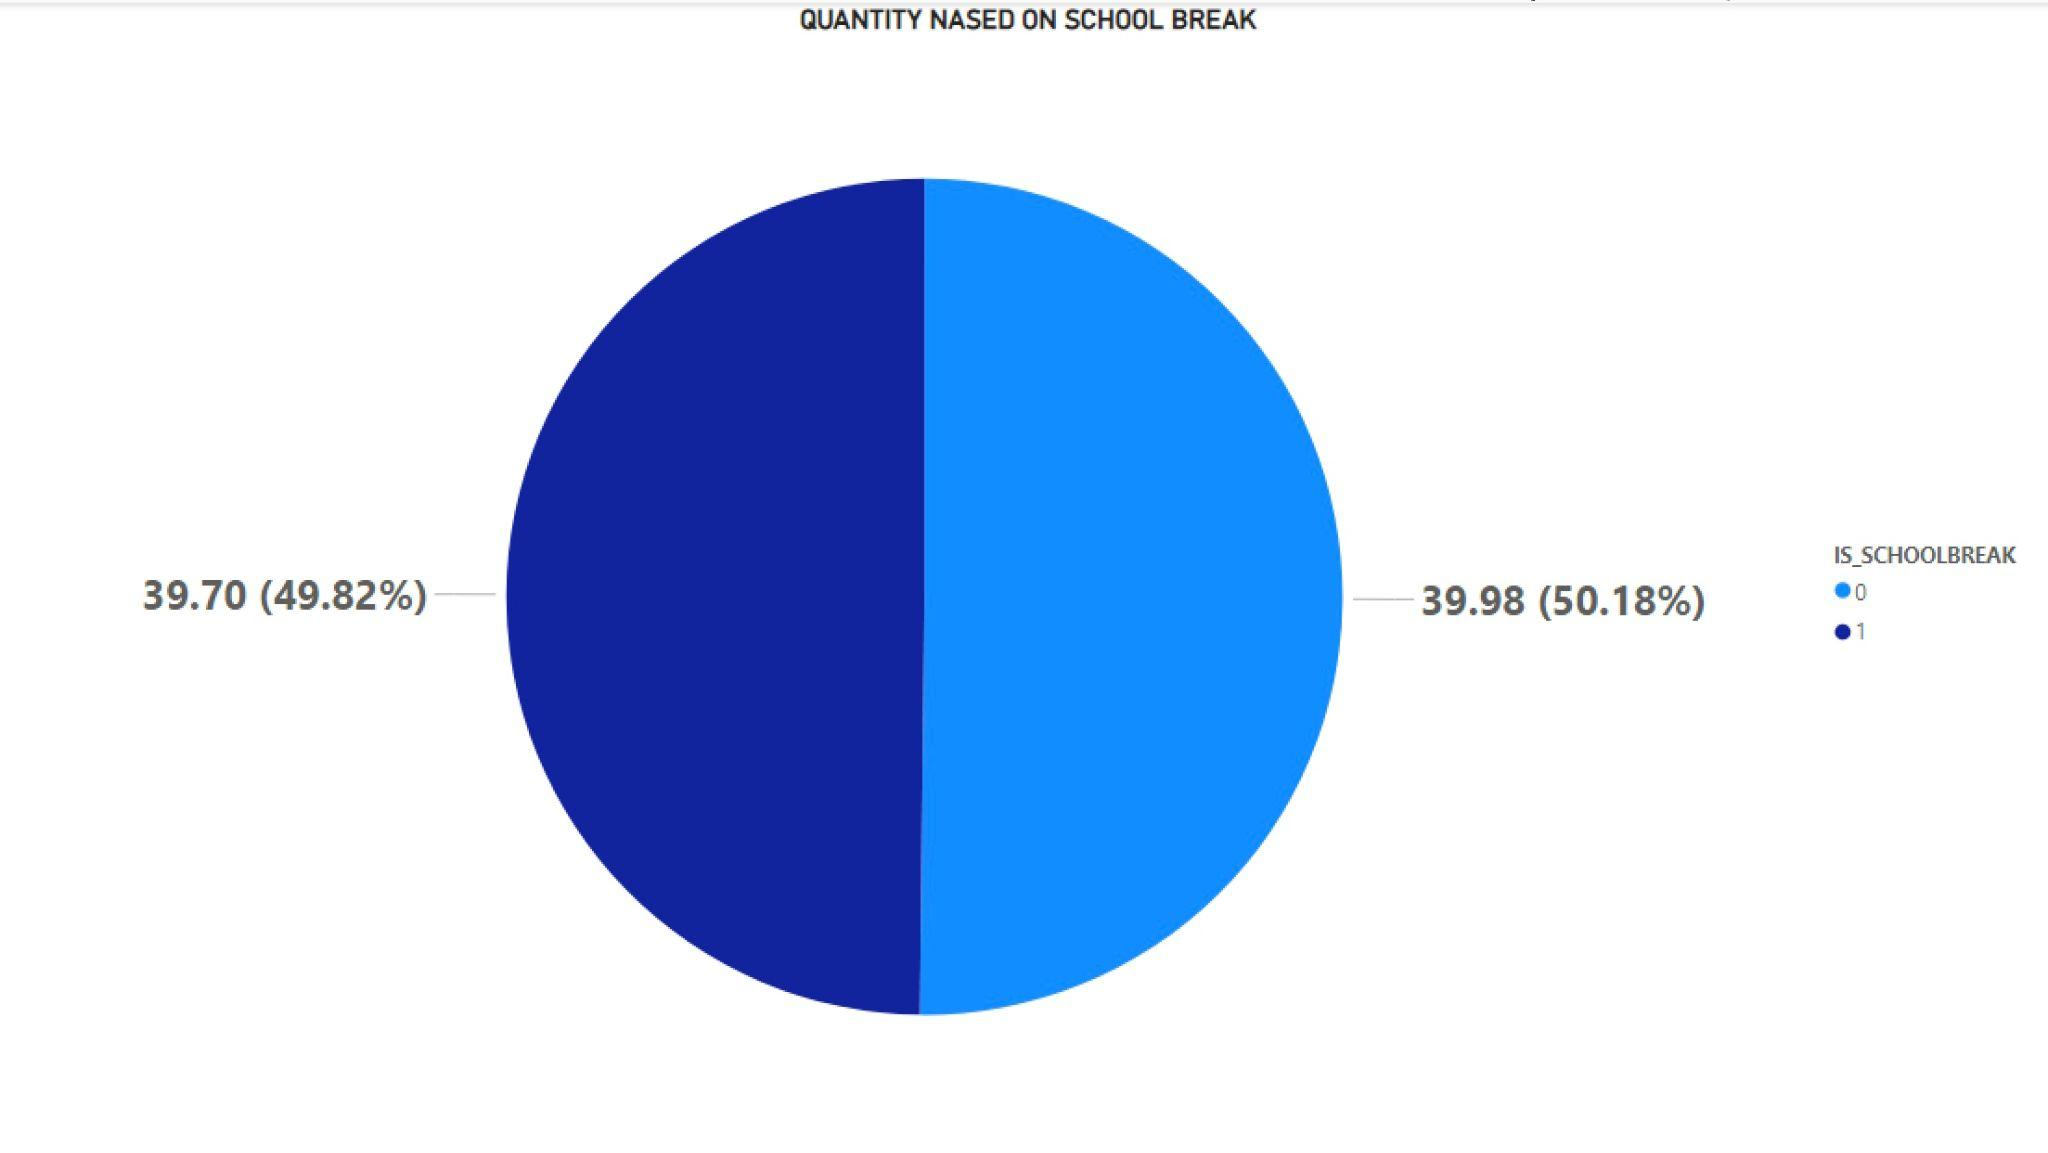 QUANTITY NASED ON SCHOOL BREAK
39.70 (49.82%)
39.98 (50.18%)
IS_SCHOOLBREAK
0
1